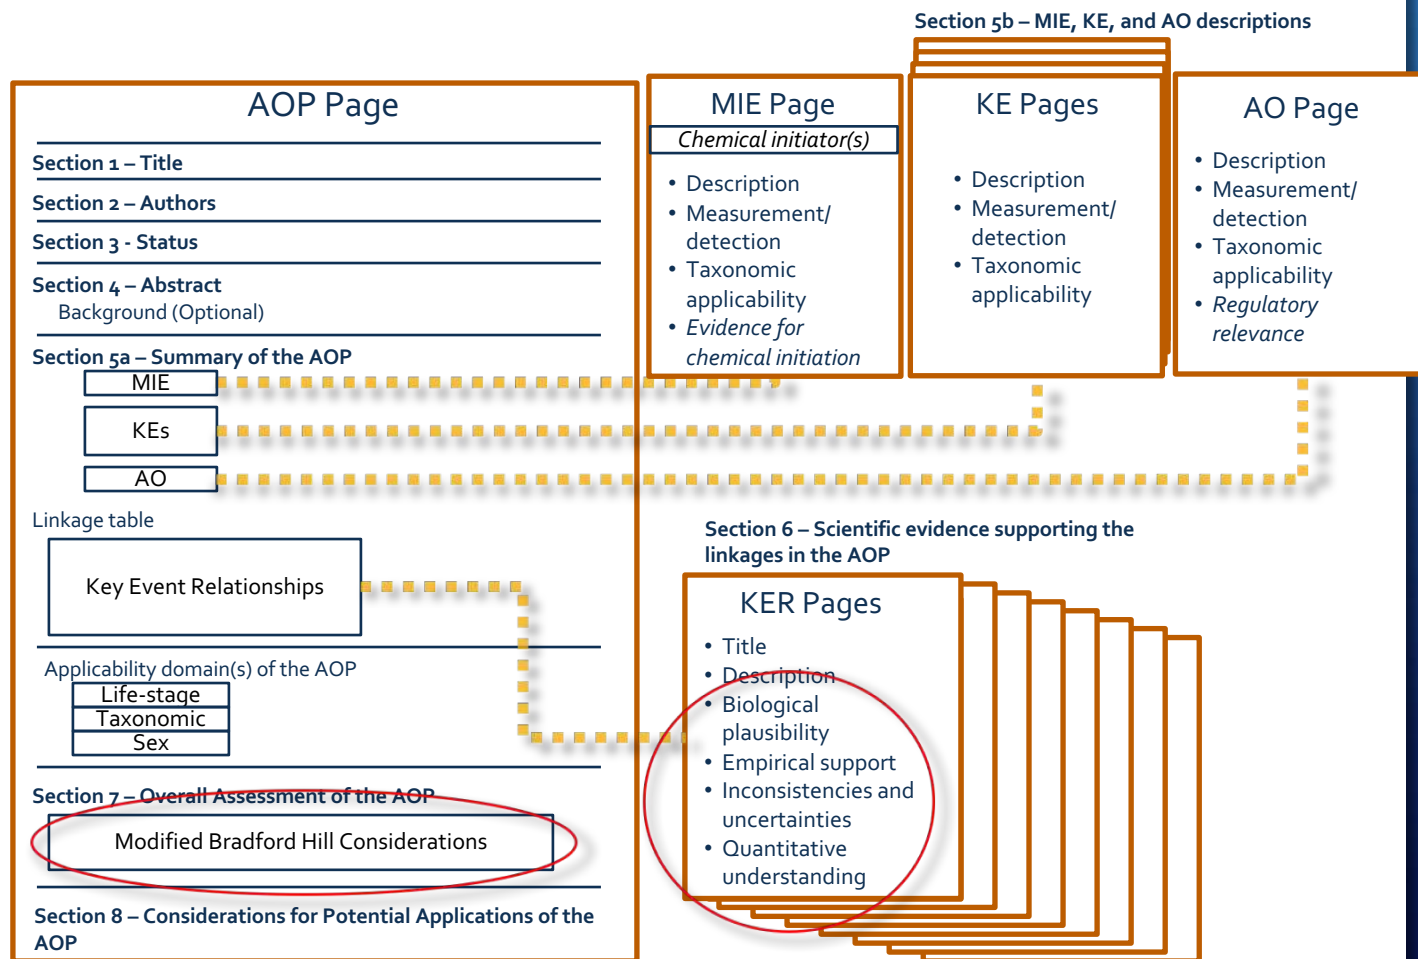 Section 5b – MIE, KE, and AO descriptions
AOP Page
Section 1 – Title
Section 2 – Authors
Section 3 - Status
Section 4 – Abstract
Background (Optional)
Section 5a – Summary of the AOP
MIE
KEs
AO
Linkage table
Key Event Relationships
Applicability domain(s) of the AOP
Life-stage
Taxonomic
Sex
Section 7 – Overall Assessment of the AOP
Modified Bradford Hill Considerations
Section 8 – Considerations for Potential Applications of the
AOP
MIE Page
Chemical initiator(s)
• Description
• Measurement/
detection
• Taxonomic
applicability
• Evidence for
chemical initiation
KE Pages
• Description
• Measurement/
detection
• Taxonomic
applicability
AO Page
• Description
• Measurement/
detection
• Taxonomic
applicability
• Regulatory
relevance
Section 6 – Scientific evidence supporting the
linkages in the AOP
KER Pages
• Title
• Description
• Biological
plausibility
• Empirical support
• Inconsistencies and
uncertainties
• Quantitative
understanding